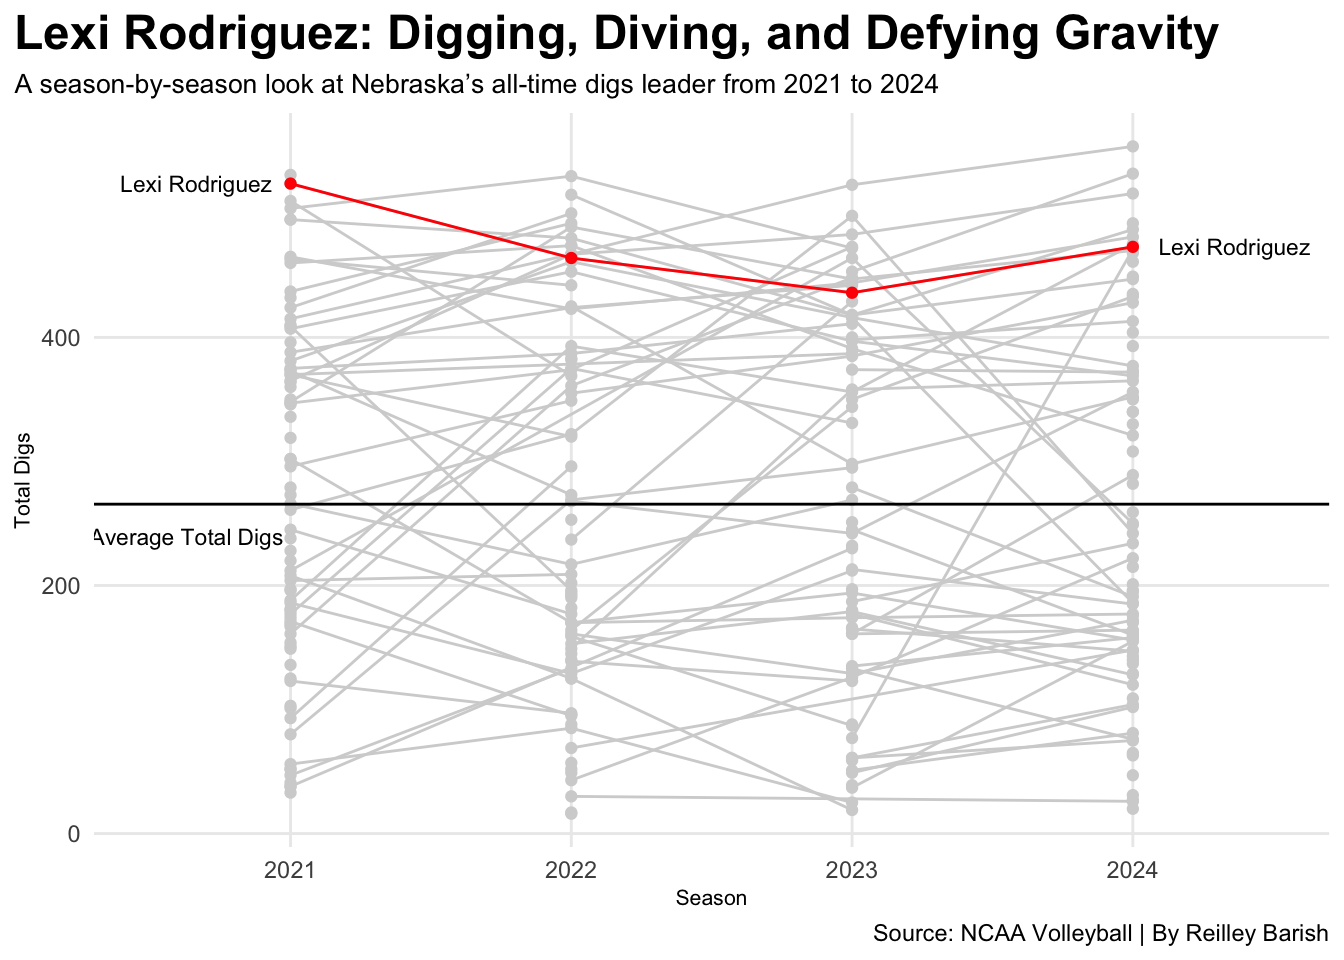 Lexi Rodriguez: Digging, Diving, and Defying Gravity
A season-by-season look at Nebraska’s all-time digs leader from 2021 to 2024
Lexi Rodriguez
Lexi Rodriguez
400
Total Digs
Average Total Digs
200
0
2021 2022 2023 2024
Season
Source: NCAA Volleyball | By Reilley Barish